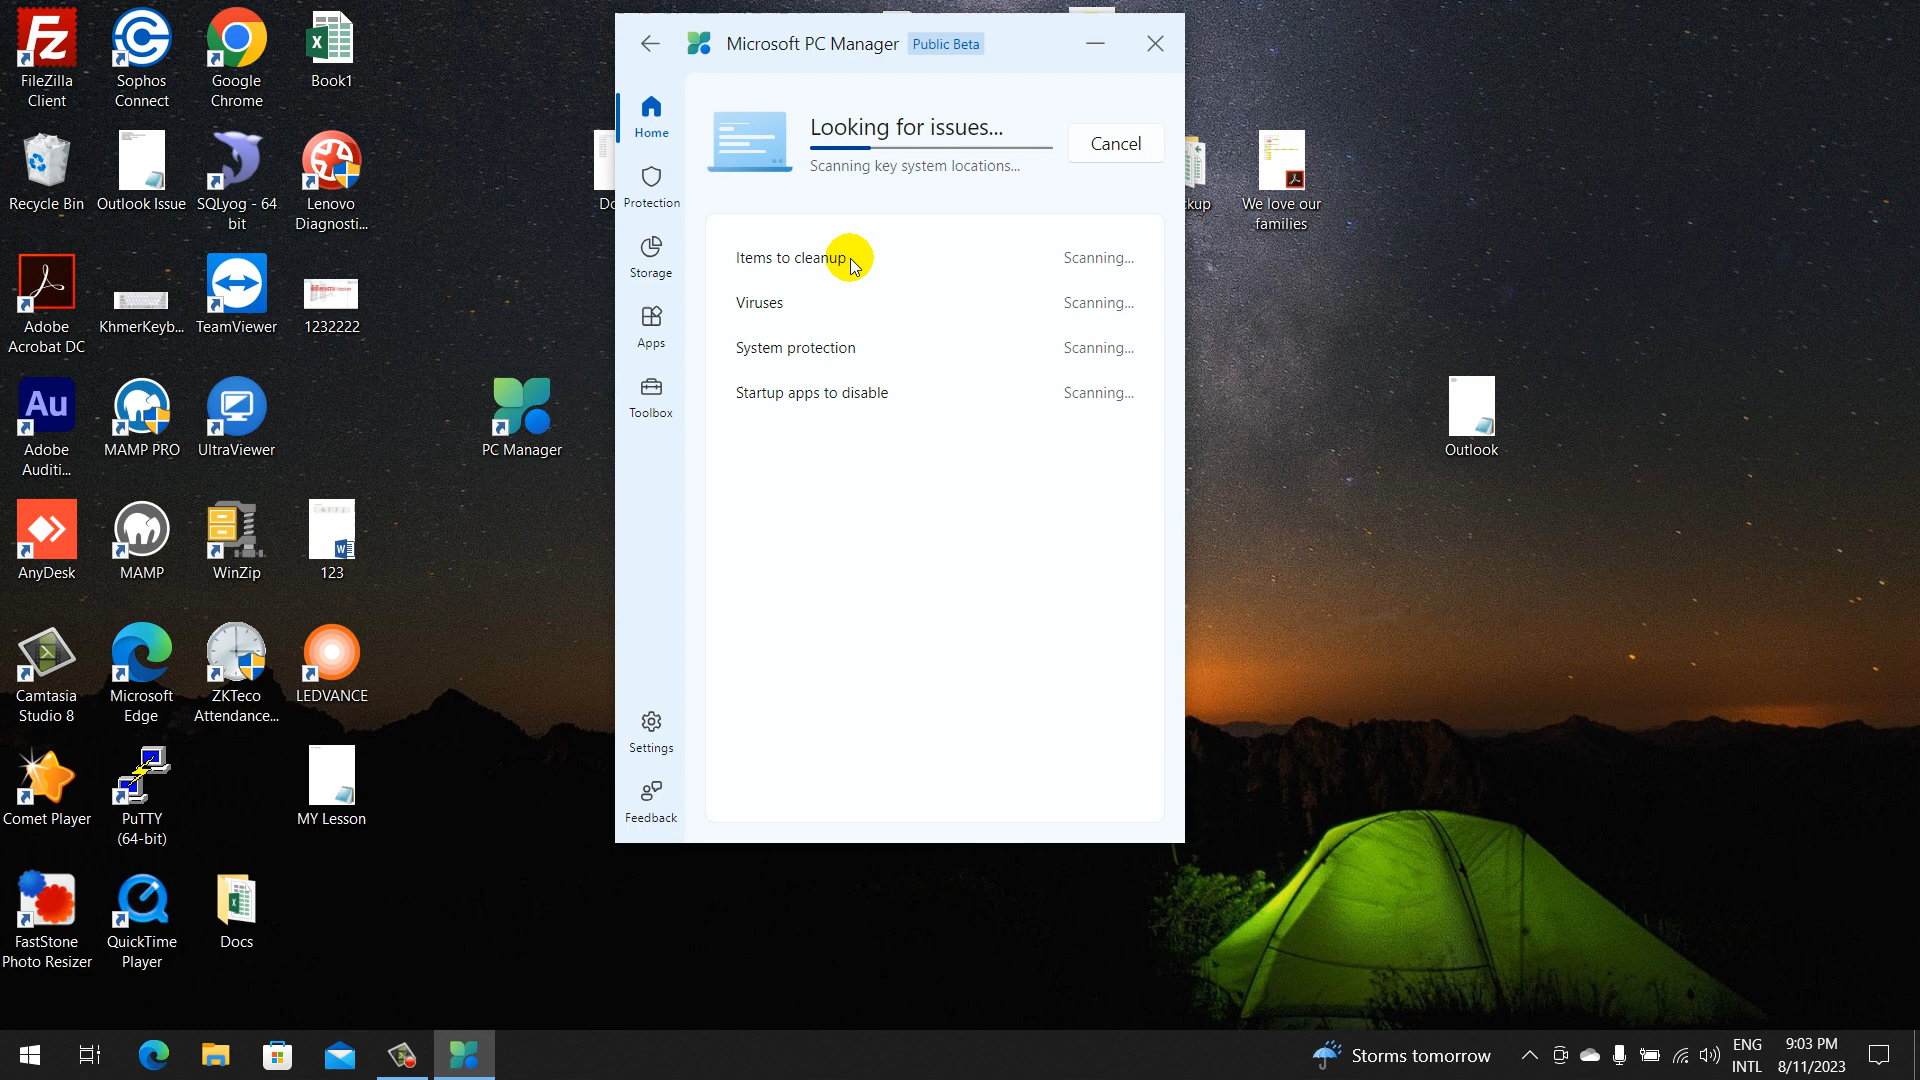 FileZilla
Client
Sophos
Connect
Google
Chrome
Book1
Recycle Bin
Outlook Issue
SQLyog - 64
bit
Lenovo
Diagnosti...
Adobe
Acrobat DC
KhmerKeyb...
TeamViewer
1232222
Au
Adobe
Auditi...
MAMP PRO
UltraViewer
AnyDesk
MAMP
WinZip
123
Camtasia
Studio 8
Microsoft
Edge
ZKTeco
Attendance...
LEDVANCE
Comet Player
PuTTY
(64-bit)
MY Lesson
FastStone
Photo Resizer
QuickTime
Player
Docs
PC Manager
Do
Microsoft PC Manager
Public Beta
Home
Protection
Storage
Apps
Toolbox
Settings
Feedback
Looking for issues...
Scanning key system locations...
Cancel
Items to cleanup
Scanning...
Viruses
Scanning...
System protection
Scanning...
Startup apps to disable
Scanning...
ckup
We love our
families
Outlook
Storms tomorrow
ENG
INTL
9:03 PM
8/11/2023